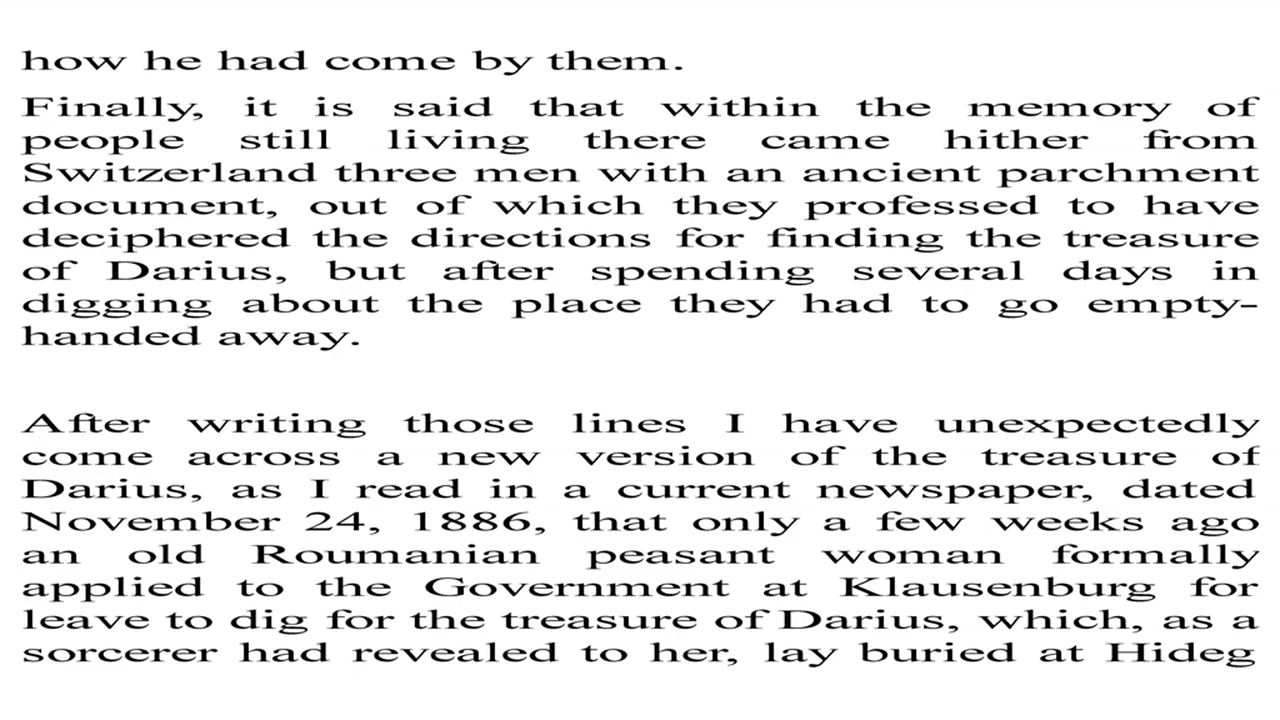 how he had come by them.
Finally, it is said that within the memory of
people still living there came hither from
Switzerland three men with an ancient parchment
document, out of which they professed to have
deciphered the directions for finding the treasure
of Darius, but after spending several days in
digging about the place they had to go empty-
handed away.
After writing those lines I have unexpectedly
come across a new version of the treasure of
Darius, as I read in a current newspaper, dated
November 24, 1886, that only a few weeks ago
an old Roumanian peasant woman formally
applied to the Government at Klausenburg for
leave to dig for the treasure of Darius, which, as a
sorcerer had revealed to her, lay buried at Hideg